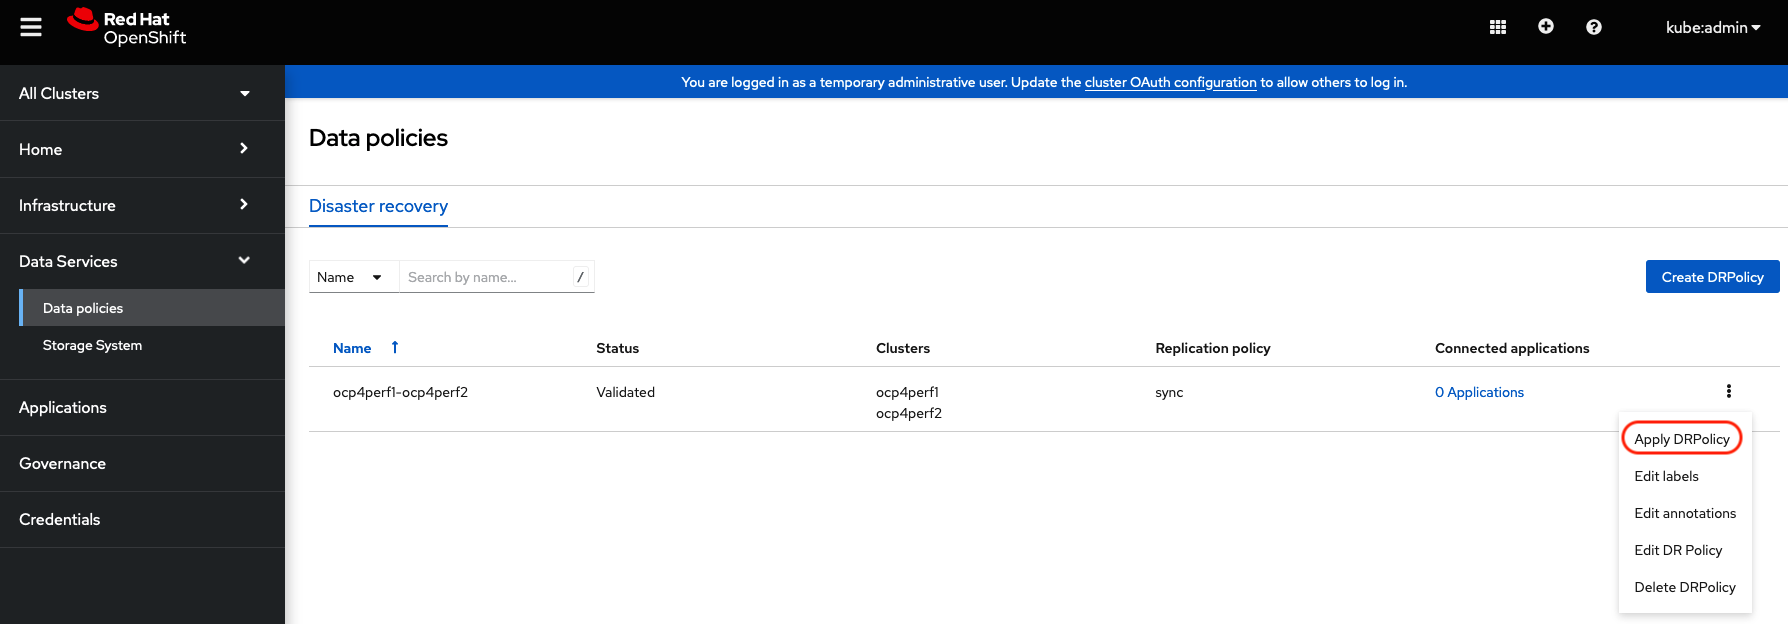 Red Hat
OpenShift
kube:admin
You are logged in as a temporary administrative user. Update the cluster OAuth configuration to allow others to log in.
All Clusters
Home
Infrastructure
Data Services
Data policies
Storage System
Applications
Governance
Credentials
Data policies
Disaster recovery
Name Search by name... /
Create DRPolicy
Name Status Clusters Replication policy Connected applications
ocp4perf1-ocp4perf2 Validated ocp4perf1 sync 0 Applications
ocp4perf2
Apply DRPolicy
Edit labels
Edit annotations
Edit DR Policy
Delete DRPolicy